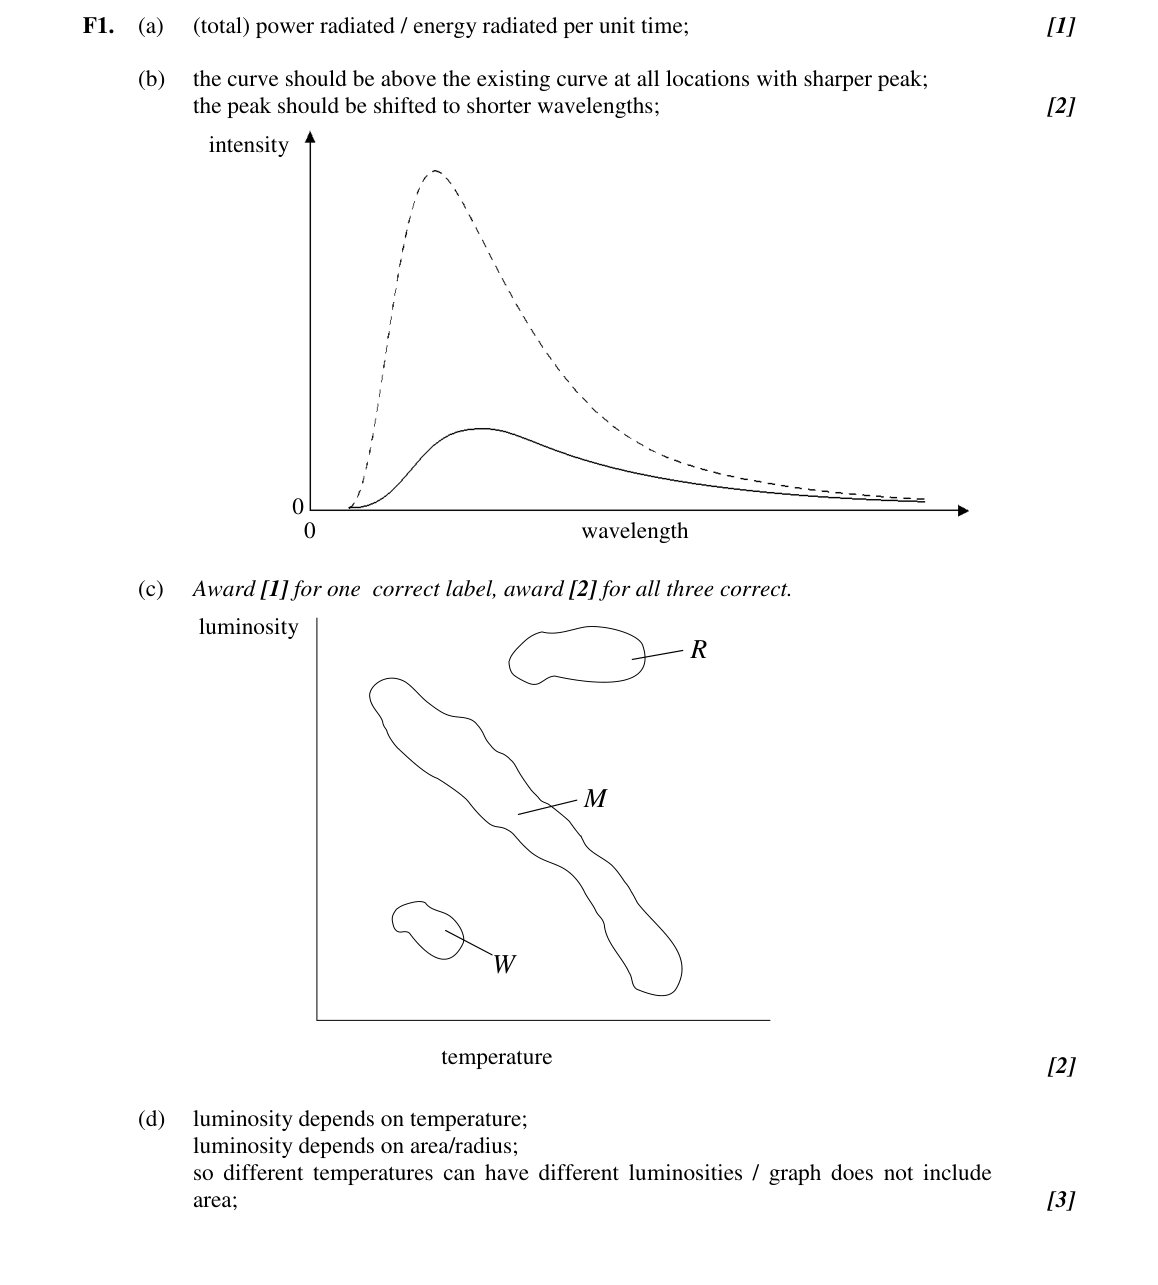 F1. (a) (total) power radiated / energy radiated per unit time; [1]
(b) the curve should be above the existing curve at all locations with sharper peak;
the peak should be shifted to shorter wavelengths; [2]
intensity
0
0 wavelength
(c) Award [1] for one correct label, award [2] for all three correct.
luminosity
R
M
W
temperature
[2]
(d) luminosity depends on temperature;
luminosity depends on area/radius;
so different temperatures can have different luminosities / graph does not include
area; [3]